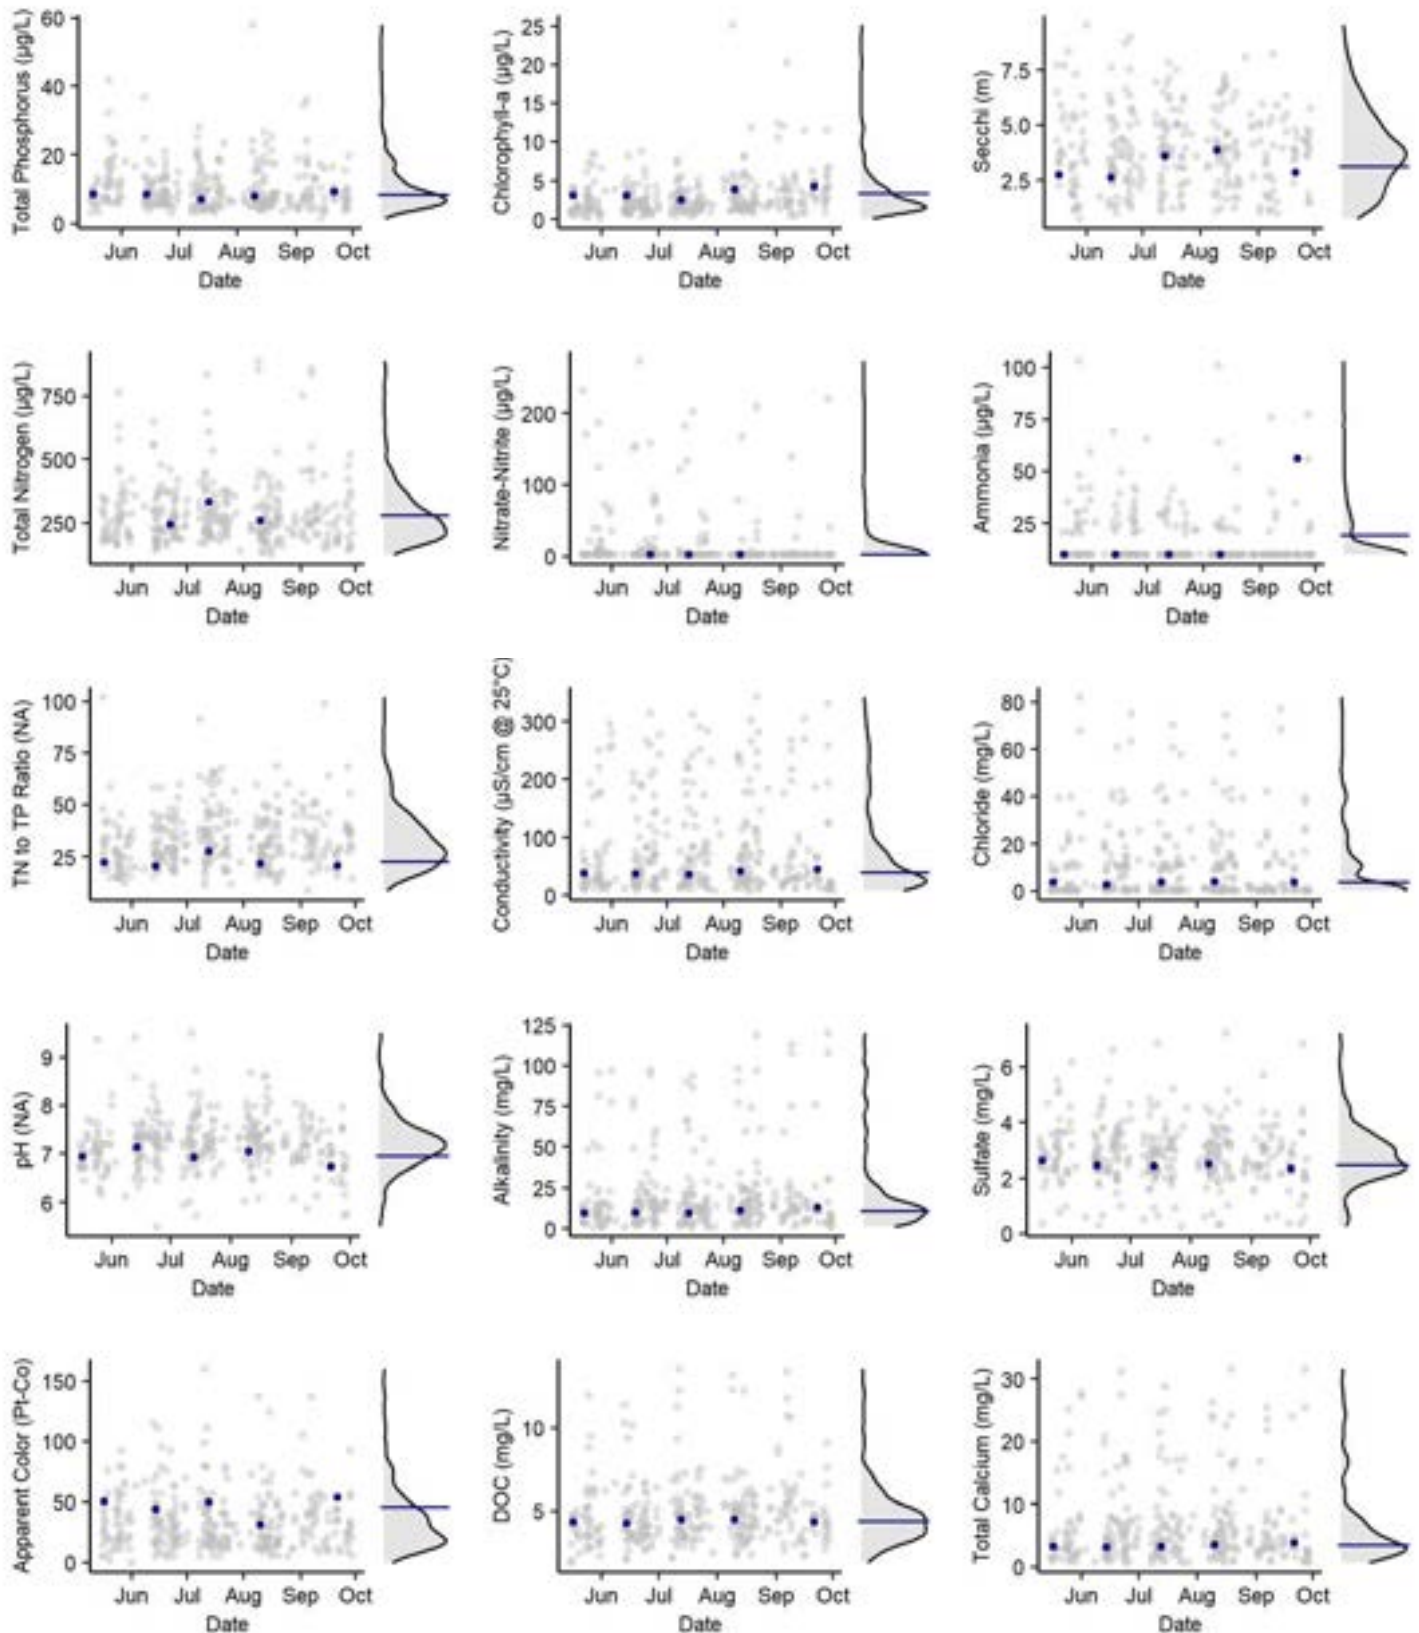 Total Phosphorus (µg/L)
60
40
20
0
Jun Jul Aug Sep Oct
Date
Chlorophyll-a (µg/L)
25
20
15
10
5
0
Jun Jul Aug Sep Oct
Date
Secchi (m)
7.5
5.0
2.5
Jun Jul Aug Sep Oct
Date
Total Nitrogen (µg/L)
750
500
250
Jun Jul Aug Sep Oct
Date
Nitrate-Nitrite (µg/L)
200
100
0
Jun Jul Aug Sep Oct
Date
Ammonia (µg/L)
100
75
50
25
Jun Jul Aug Sep Oct
Date
TN to TP Ratio (NA)
100
75
50
25
Jun Jul Aug Sep Oct
Date
Conductivity (µS/cm @ 25°C)
300
200
100
0
Jun Jul Aug Sep Oct
Date
Chloride (mg/L)
80
60
40
20
0
Jun Jul Aug Sep Oct
Date
pH (NA)
9
8
7
6
Jun Jul Aug Sep Oct
Date
Alkalinity (mg/L)
125
100
75
50
25
0
Jun Jul Aug Sep Oct
Date
Sulfate (mg/L)
6
4
2
0
Jun Jul Aug Sep Oct
Date
Apparent Color (Pt-Co)
150
100
50
0
Jun Jul Aug Sep Oct
Date
DOC (mg/L)
10
5
Jun Jul Aug Sep Oct
Date
Total Calcium (mg/L)
30
20
10
0
Jun Jul Aug Sep Oct
Date